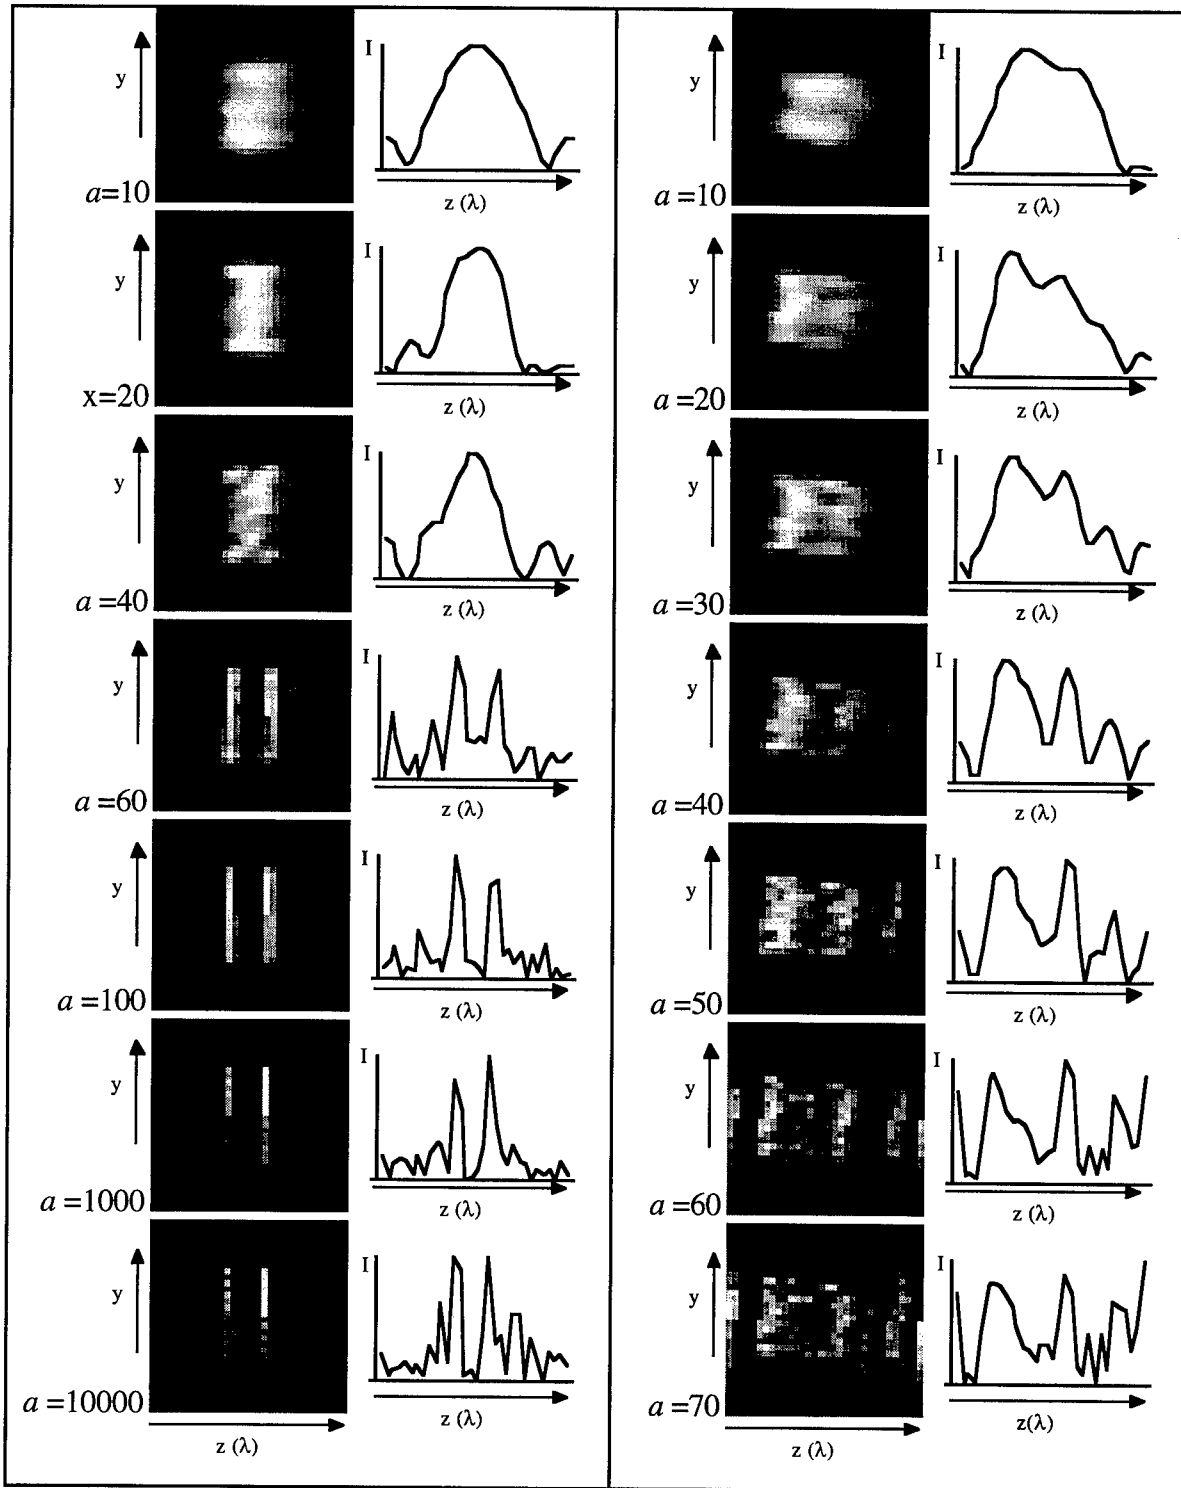 y
I
a=10
z (λ)
y
I
x=20
z (λ)
y
I
a =40
z (λ)
y
I
a =60
z (λ)
y
I
a =100
z (λ)
y
I
a =1000
z (λ)
y
I
a =10000
z (λ)
z (λ)
y
I
a =10
z (λ)
y
I
a =20
z (λ)
y
I
a =30
z (λ)
y
I
a =40
z (λ)
y
I
a =50
z (λ)
y
I
a =60
z(λ)
y
I
a =70
z(λ)
z (λ)